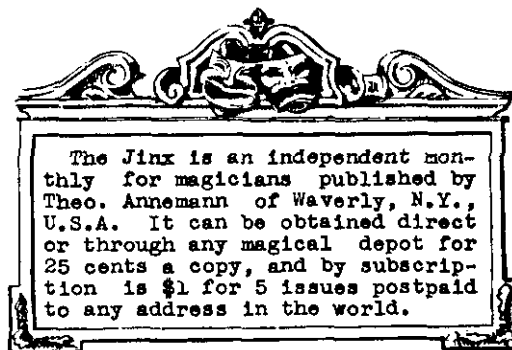 The Jinx is an independent mon-
thly for magicians published by
Theo. Annemann of Waverly, N.Y.,
U.S.A. It can be obtained direct
or through any magical depot for
25 cents a copy, and by subscrip-
tion is $1 for 5 issues postpaid
to any address in the world.